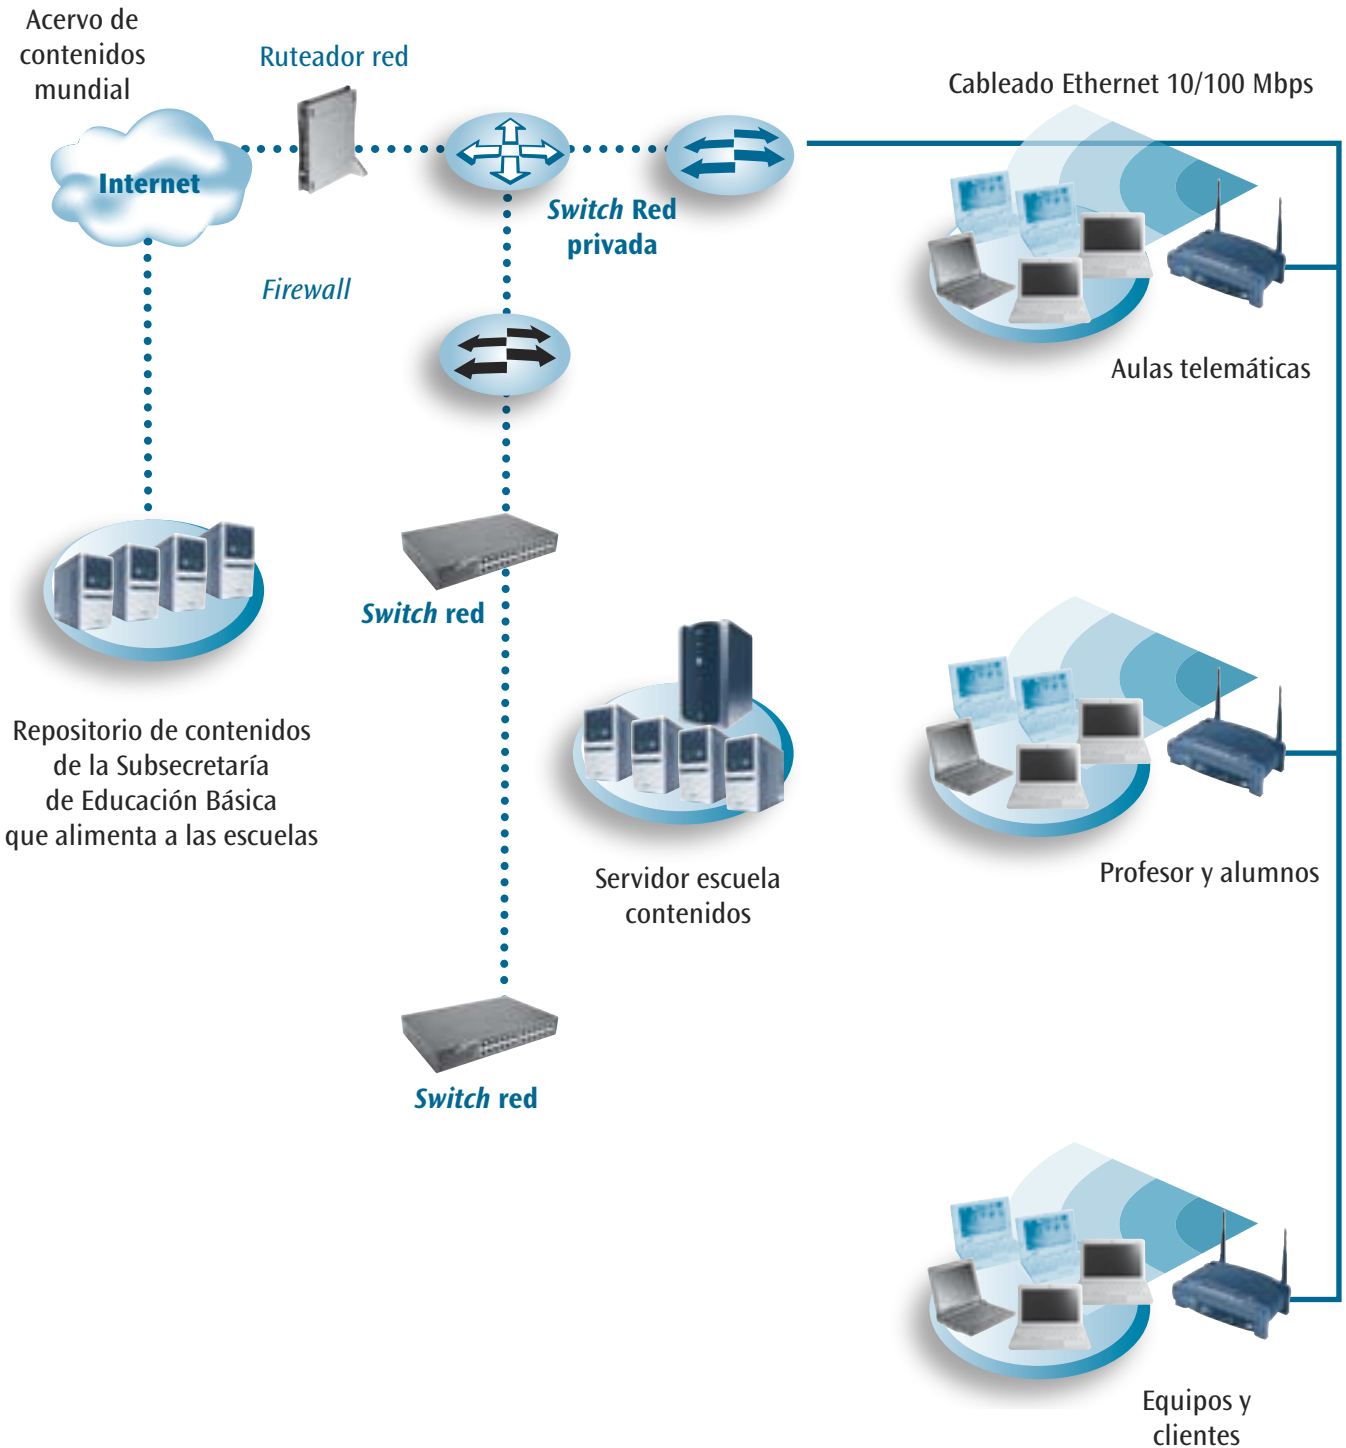 Acervo de
contenidos
mundial
Ruteador red
Cableado Ethernet 10/100 Mbps
Internet
Switch Red
privada
Firewall
Aulas telemáticas
Switch red
Repositorio de contenidos
de la Subsecretaría
de Educación Básica
que alimenta a las escuelas
Servidor escuela
contenidos
Profesor y alumnos
Switch red
Equipos y
clientes